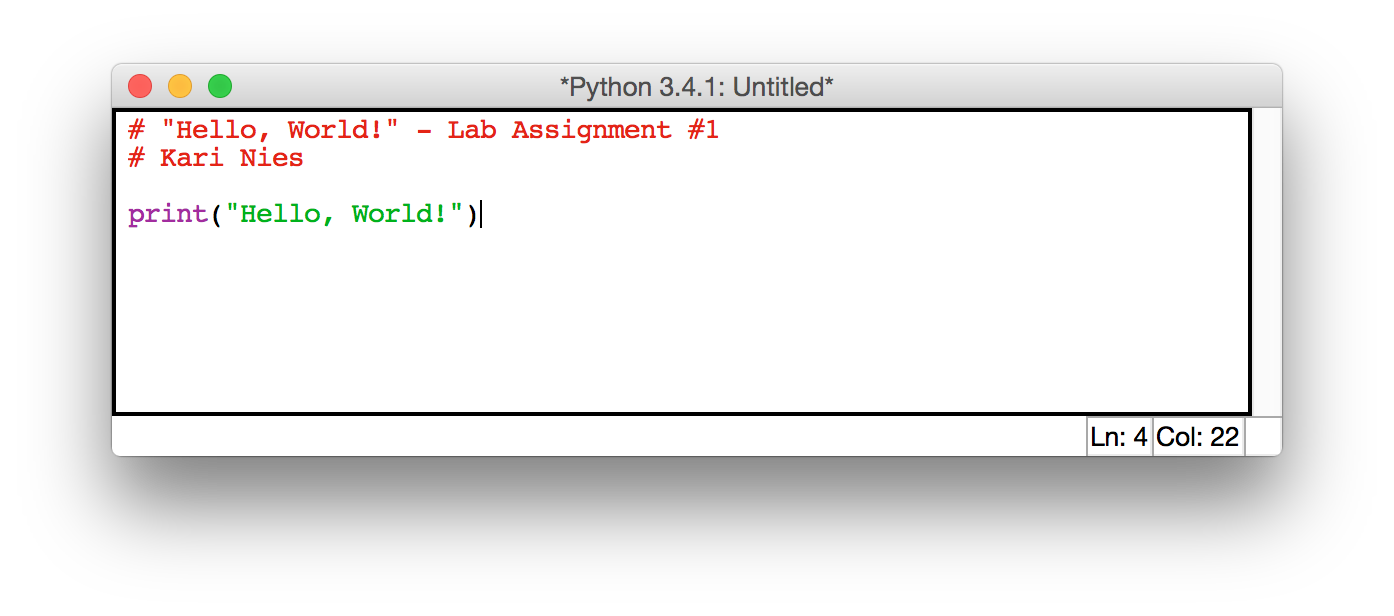 *Python 3.4.1: Untitled*
# "Hello, World!" - Lab Assignment #1
# Kari Nies
print("Hello, World!")
Ln: 4 Col: 22